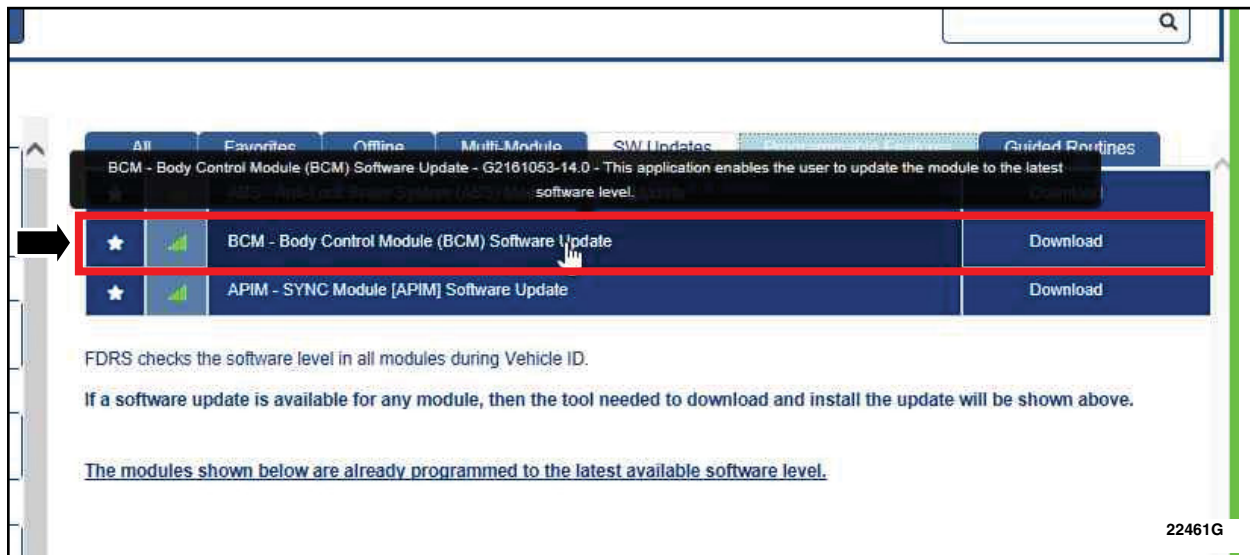 All Favorites Offline Multi-Module SW Updates Guided Routines
BCM - Body Control Module (BCM) Software Update - G2161053-14.0 - This application enables the user to update the module to the latest
software level.
Download
BCM - Body Control Module (BCM) Software Update Download
APIM - SYNC Module [APIM] Software Update Download
FDRS checks the software level in all modules during Vehicle ID.
If a software update is available for any module, then the tool needed to download and install the update will be shown above.
The modules shown below are already programmed to the latest available software level.
22461G